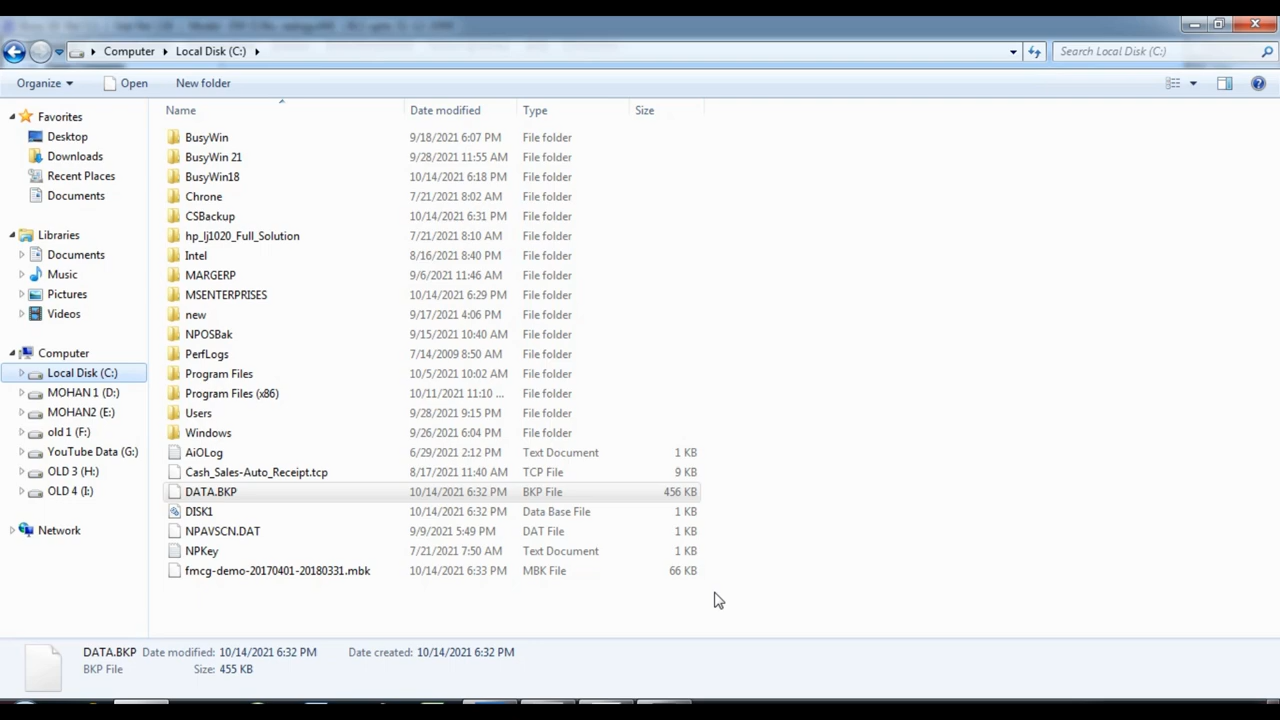 Computer Local Disk (C:) Search Local Disk (C:)
Organize Open New folder
Name Date modified Type Size
Favorites
Desktop
Downloads
Recent Places
Documents
Libraries
Documents
Music
Pictures
Videos
Computer
Local Disk (C:)
MOHAN 1 (D:)
MOHAN2 (E:)
old 1 (F:)
YouTube Data (G:)
OLD 3 (H:)
OLD 4 (I:)
Network
BusyWin 9/18/2021 6:07 PM File folder
BusyWin 21 9/28/2021 11:55 AM File folder
BusyWin18 10/14/2021 6:18 PM File folder
Chrone 7/21/2021 8:02 AM File folder
CSBackup 10/14/2021 6:31 PM File folder
hp_lj1020_Full_Solution 7/21/2021 8:10 AM File folder
Intel 8/16/2021 8:40 PM File folder
MARGERP 9/6/2021 11:46 AM File folder
MSENTERPRISES 10/14/2021 6:29 PM File folder
new 9/17/2021 4:06 PM File folder
NPOSBak 9/15/2021 10:40 AM File folder
PerfLogs 7/14/2009 8:50 AM File folder
Program Files 10/5/2021 10:02 AM File folder
Program Files (x86) 10/11/2021 11:10 ... File folder
Users 9/28/2021 9:15 PM File folder
Windows 9/26/2021 6:04 PM File folder
AiOLog 6/29/2021 2:12 PM Text Document 1 KB
Cash_Sales-Auto_Receipt.tcp 8/17/2021 11:40 AM TCP File 9 KB
DATA.BKP 10/14/2021 6:32 PM BKP File 456 KB
DISK1 10/14/2021 6:32 PM Data Base File 1 KB
NPAVSCN.DAT 9/9/2021 5:49 PM DAT File 1 KB
NPKey 7/21/2021 7:50 AM Text Document 1 KB
fmcg-demo-20170401-20180331.mbk 10/14/2021 6:33 PM MBK File 66 KB
DATA.BKP Date modified: 10/14/2021 6:32 PM Date created: 10/14/2021 6:32 PM
BKP File Size: 455 KB